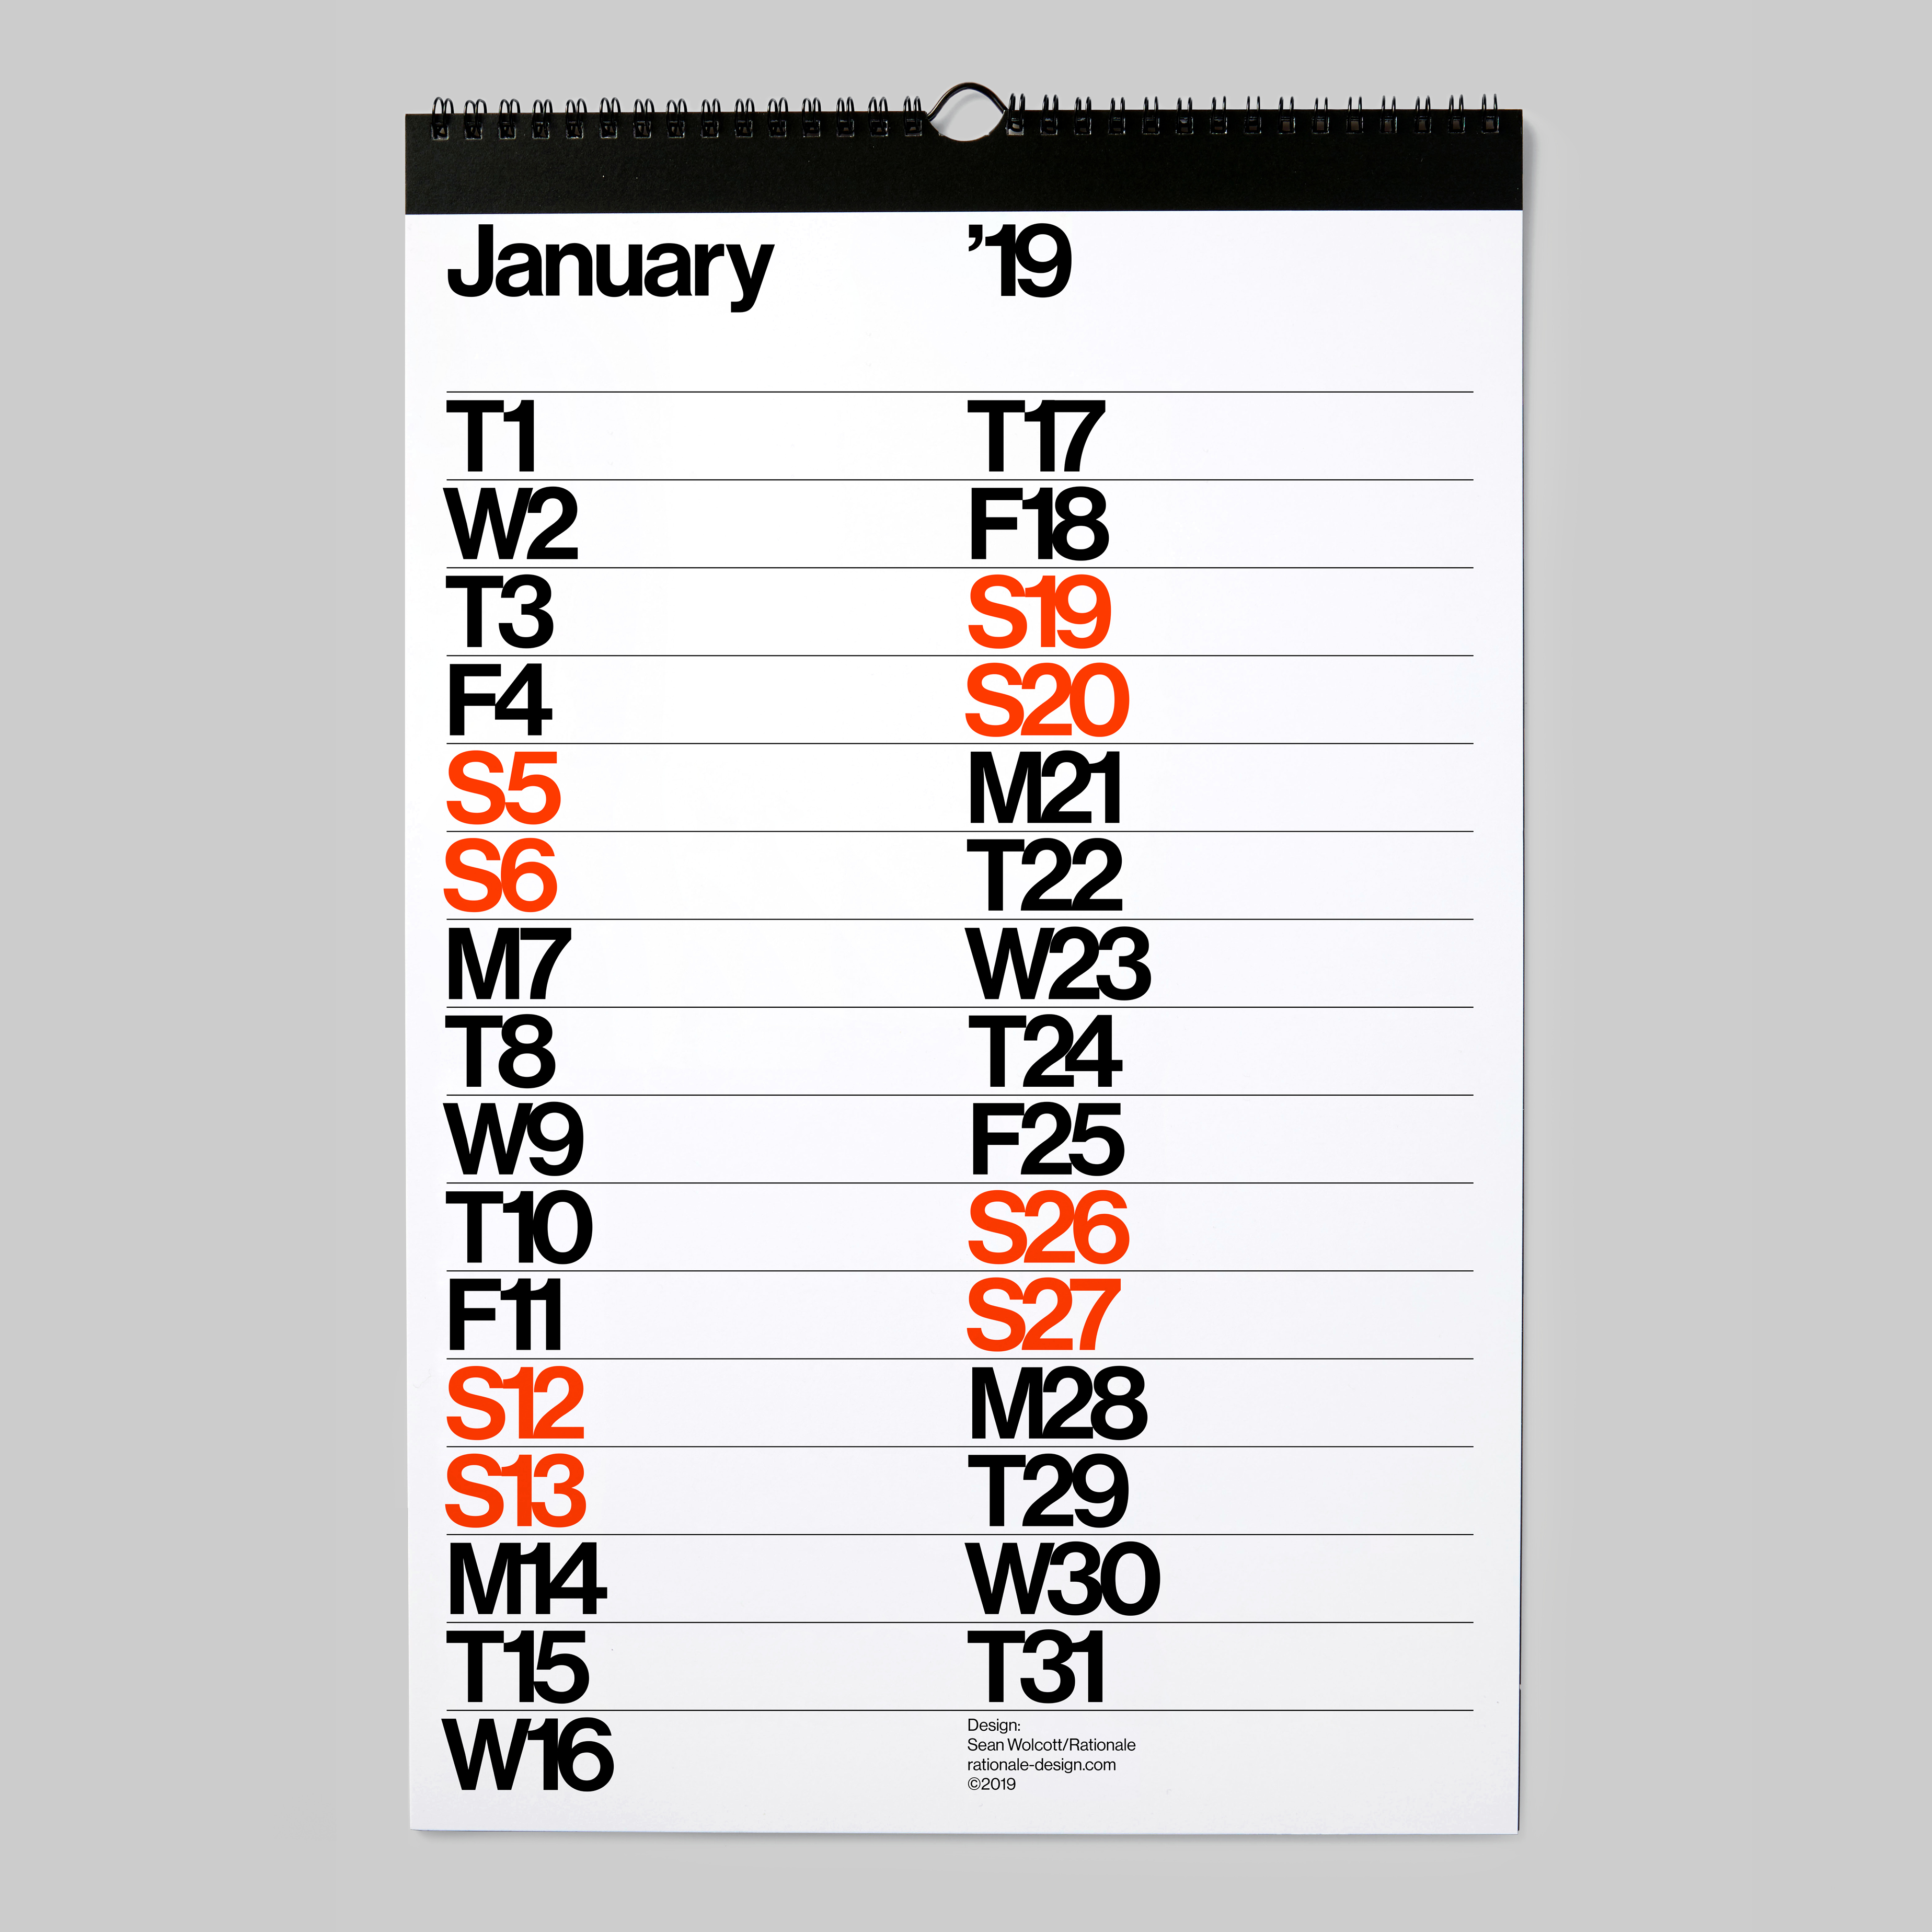 January ’19
T1
W2
T3
F4
S5
S6
M7
T8
W9
T10
F11
S12
S13
M14
T15
W16
T17
F18
S19
S20
M21
T22
W23
T24
F25
S26
S27
M28
T29
W30
T31
Design:
Sean Wolcott/Rationale
rationale-design.com
©2019